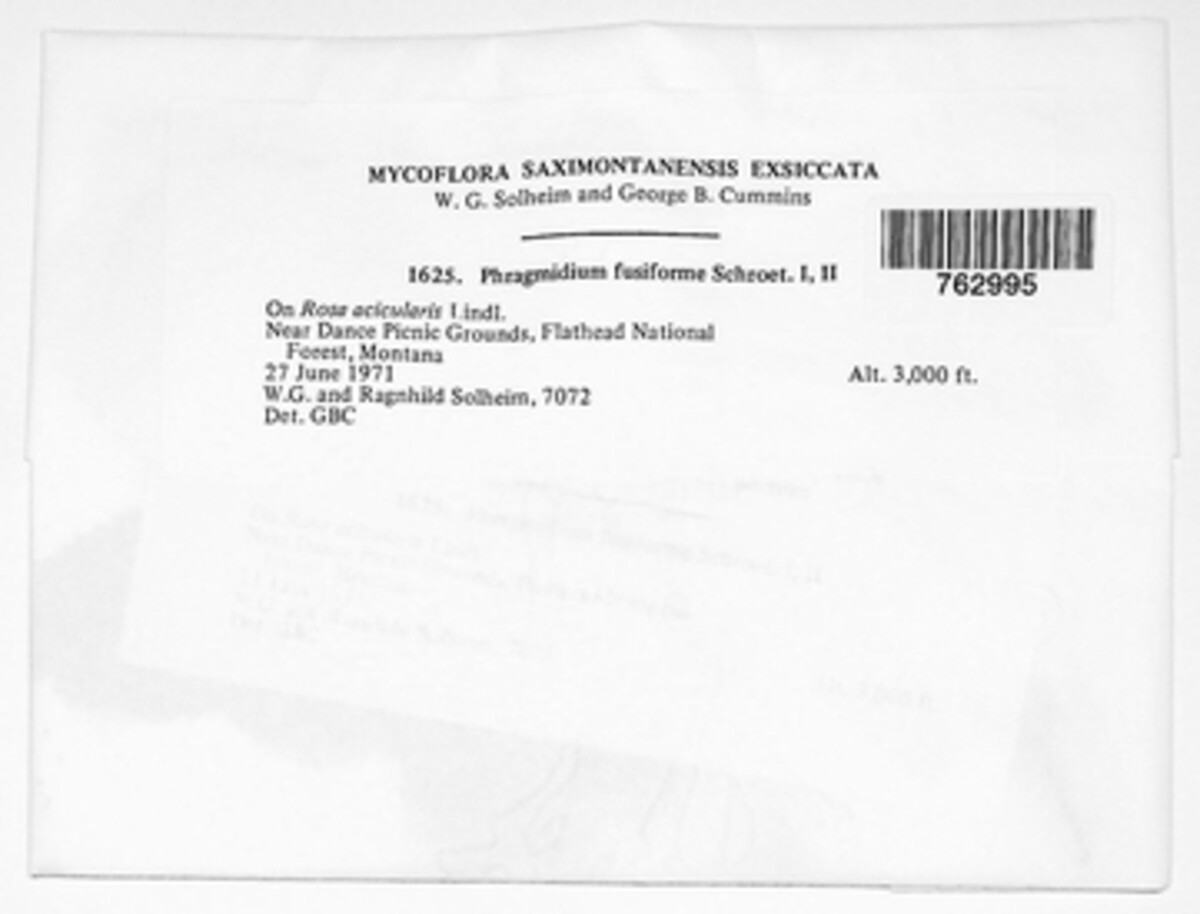 MYCOFLORA SAXIMONTANENSIS EXSICCATA
W. G. Solheim and George B. Cummins
762995
1625. Phragmidium fusiforme Schroet. I, II
On Rosa acicularis Lindl.
Near Dance Picnic Grounds, Flathead National
Forest, Montana
27 June 1971
Alt. 3,000 ft.
W.G. and Ragnhild Solheim, 7072
Det. GBC